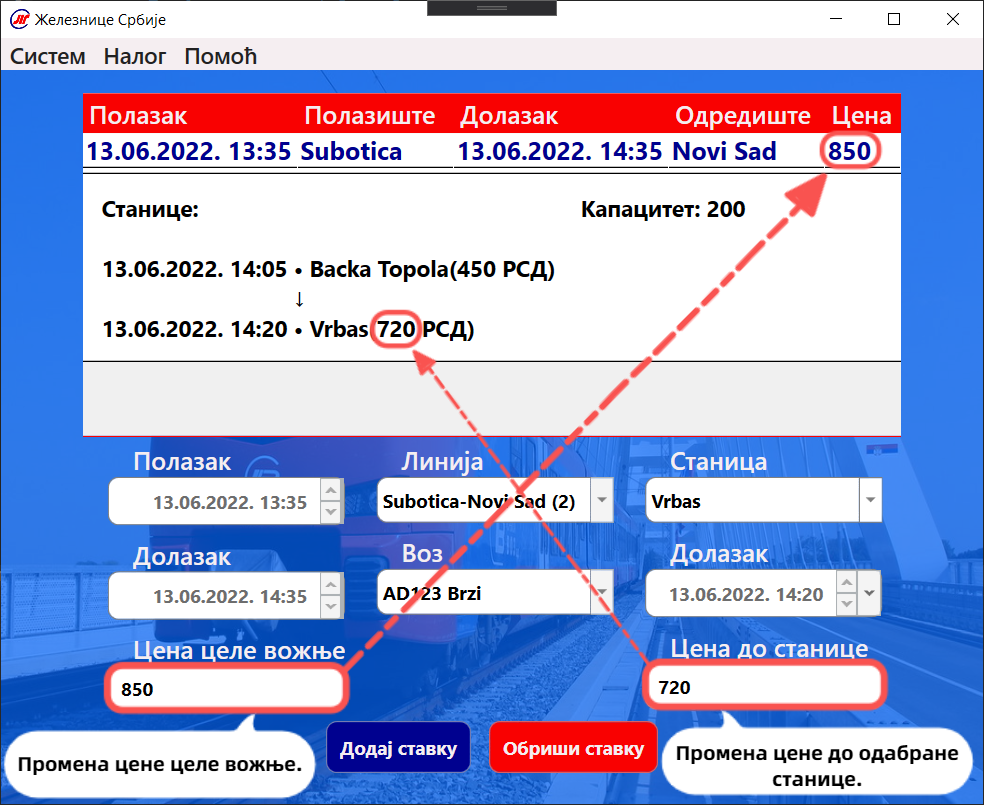 Железнице Србије
Систем Налог Помоћ
Полазак Полазиште Долазак Одредиште Цена
13.06.2022. 13:35 Subotica 13.06.2022. 14:35 Novi Sad 850
Станице: Капацитет: 200
13.06.2022. 14:05 • Backa Topola(450 РСД)
↓
13.06.2022. 14:20 • Vrbas 720 РСД)
Полазак Линија Станица
13.06.2022. 13:35 Subotica-Novi Sad (2) Vrbas
Долазак Воз Долазак
13.06.2022. 14:35 AD123 Brzi 13.06.2022. 14:20
Цена целе вожње Цена до станице
850 720
Додај ставку Обриши ставку
Промена цене целе вожње.
Промена цене до одабране
станице.